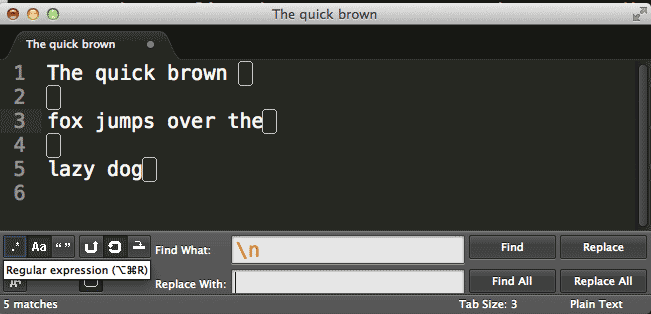 The quick brown
The quick brown
1 The quick brown
2
3 fox jumps over the
4
5 lazy dog
6
.* Aa “ ” Find What: \n Find Replace
Regular expression (⌥⌘R)
Replace With: Find All Replace All
5 matches Tab Size: 3 Plain Text